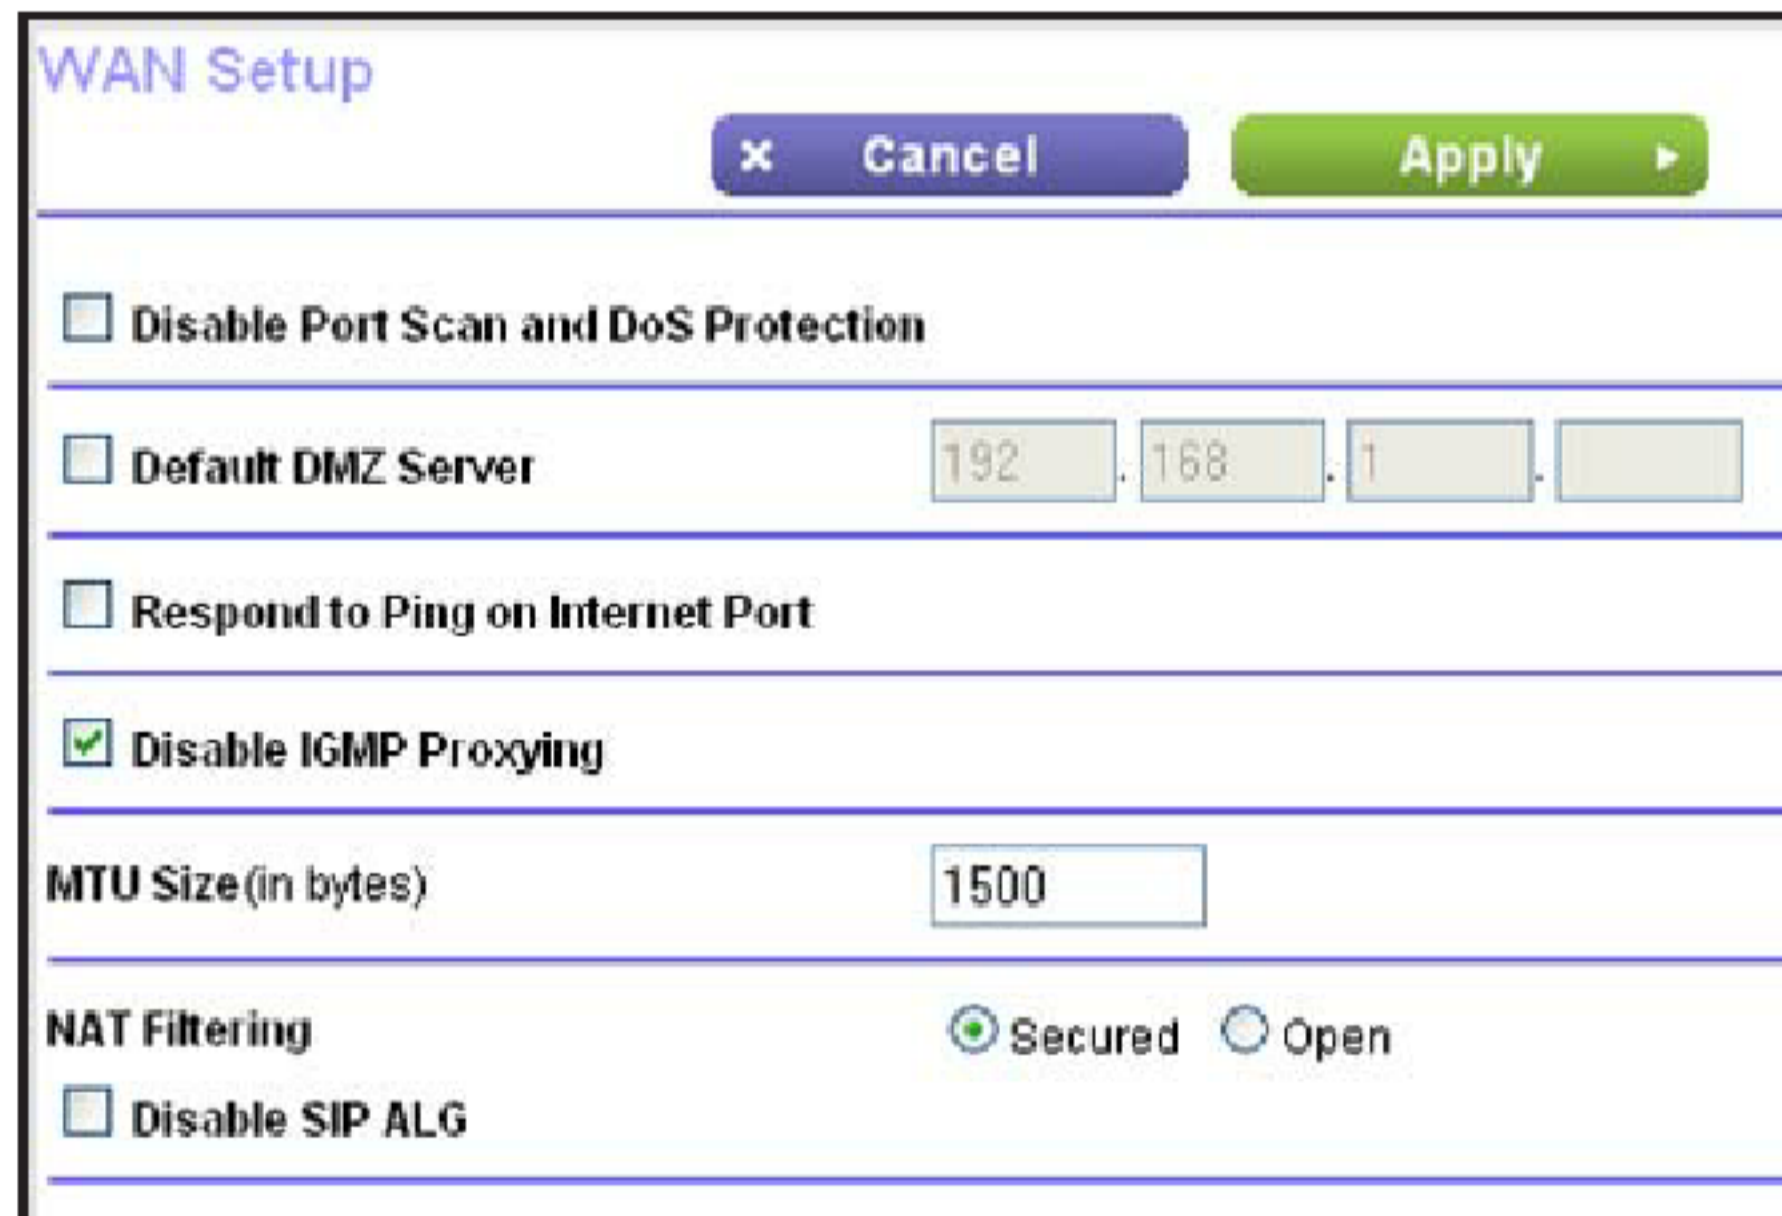 WAN Setup
Cancel Apply
Disable Port Scan and DoS Protection
Default DMZ Server 192 . 168 . 1 .
Respond to Ping on Internet Port
Disable IGMP Proxying
MTU Size(in bytes) 1500
NAT Filtering Secured Open
Disable SIP ALG